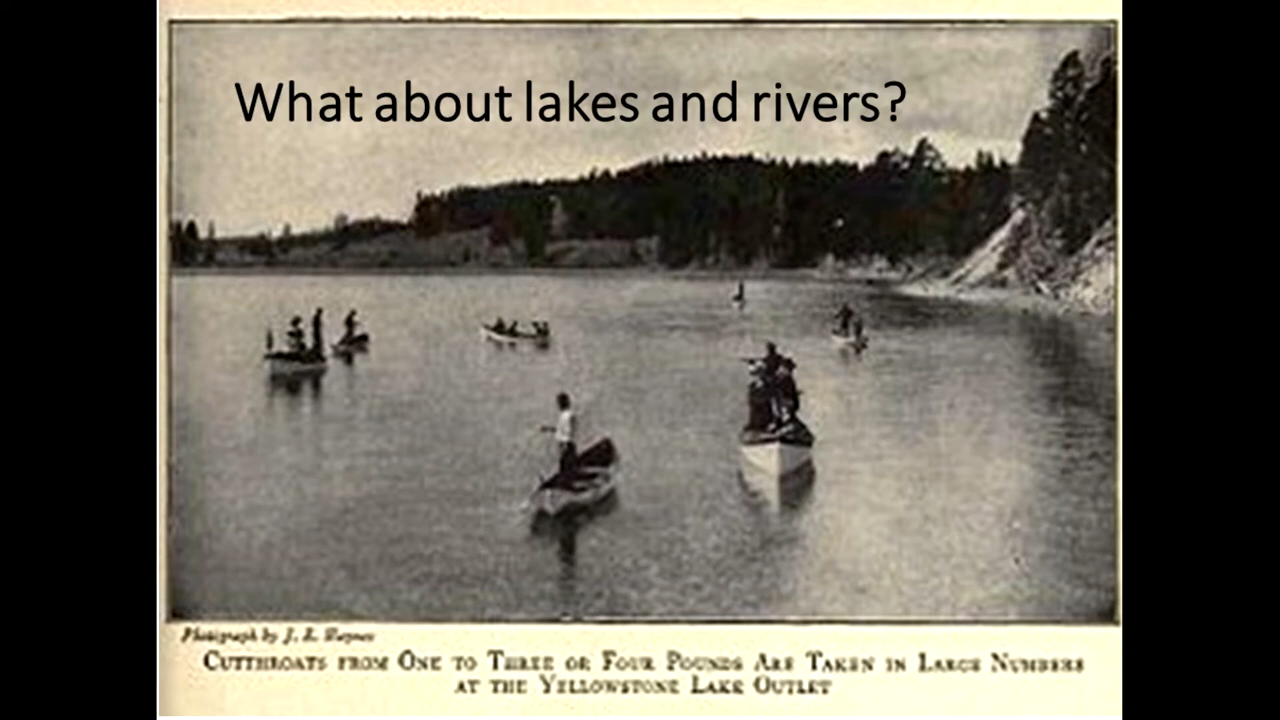 What about lakes and rivers?
Photograph by J. E. Haynes
Cutthroats from One to Three or Four Pounds Are Taken in Large Numbers
at the Yellowstone Lake Outlet